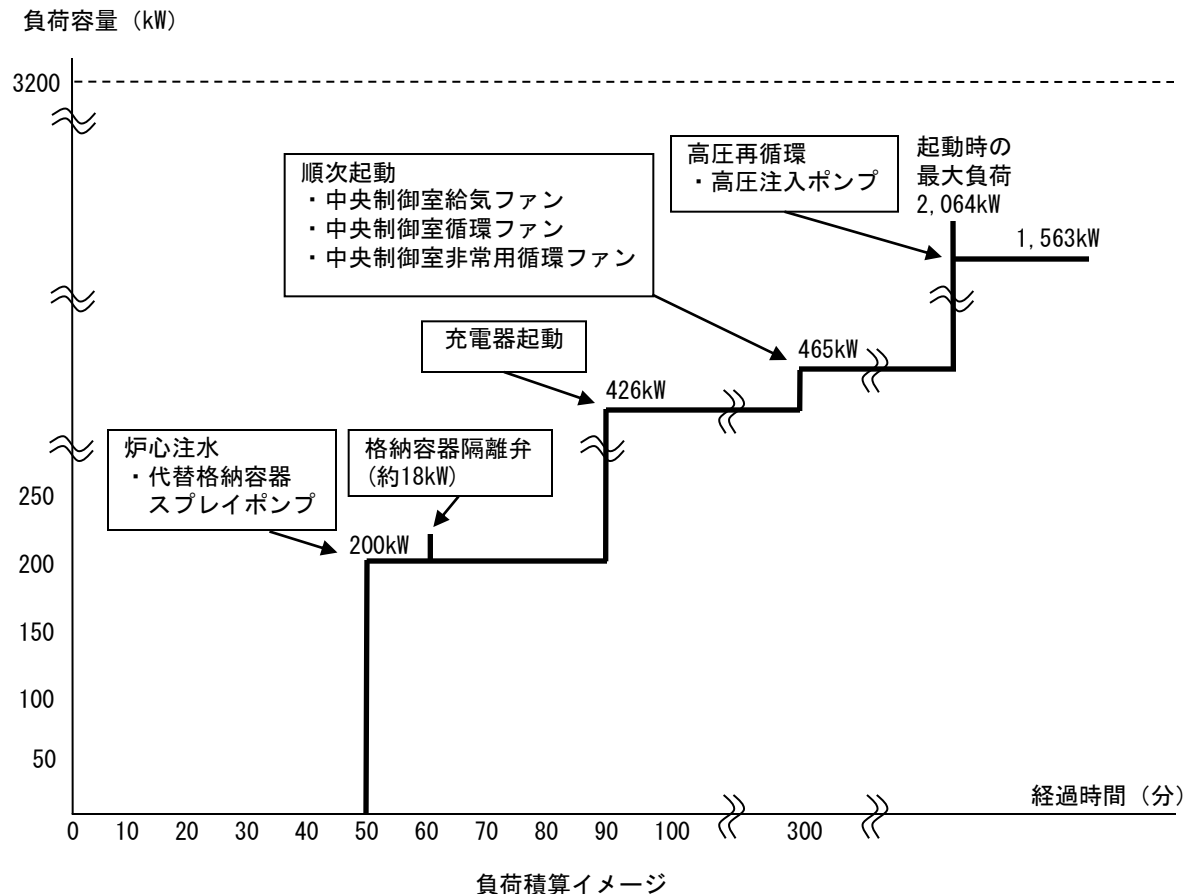 負荷容量（kW）
3200
順次起動
・中央制御室給気ファン
・中央制御室循環ファン
・中央制御室非常用循環ファン
高圧再循環
・高圧注入ポンプ
起動時の
最大負荷
2,064kW
1,563kW
充電器起動
465kW
426kW
炉心注水
・代替格納容器
スプレイポンプ
格納容器隔離弁
(約18kW)
200kW
250
200
150
100
50
0 10 20 30 40 50 60 70 80 90 100 300
経過時間（分）
負荷積算イメージ